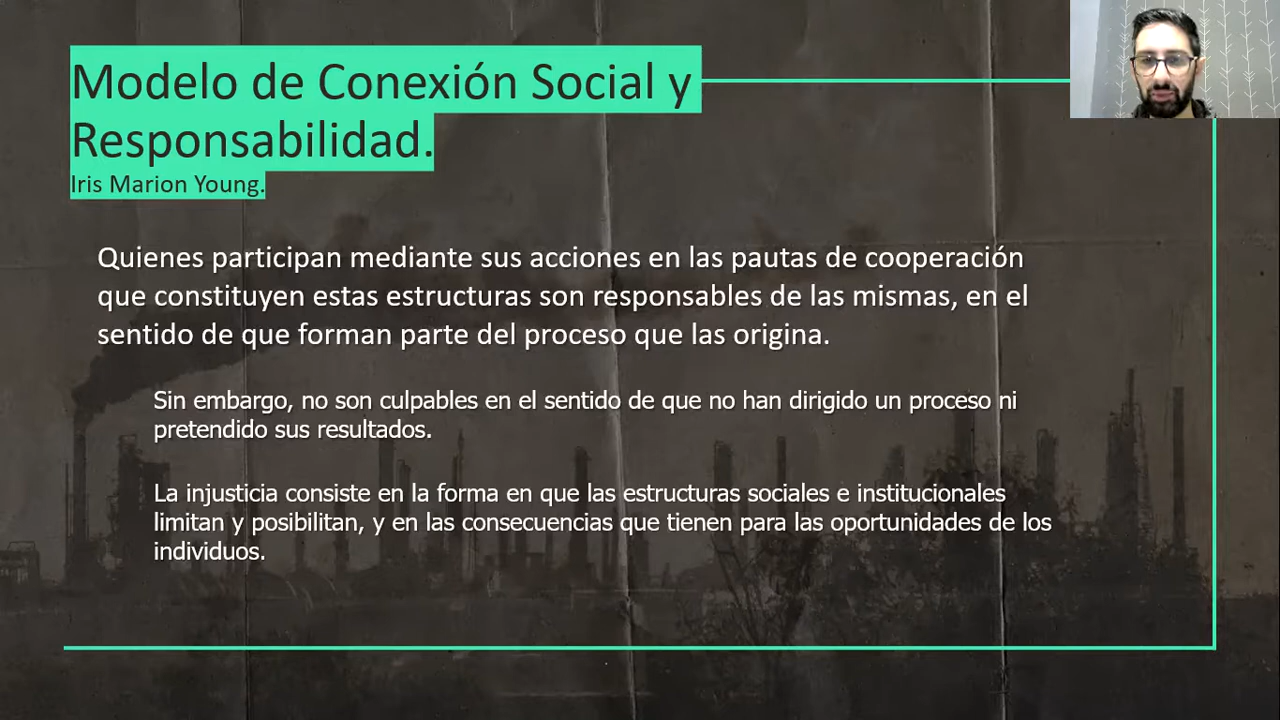 Modelo de Conexión Social y
Responsabilidad.
Iris Marion Young.
Quienes participan mediante sus acciones en las pautas de cooperación
que constituyen estas estructuras son responsables de las mismas, en el
sentido de que forman parte del proceso que las origina.
Sin embargo, no son culpables en el sentido de que no han dirigido un proceso ni
pretendido sus resultados.
La injusticia consiste en la forma en que las estructuras sociales e institucionales
limitan y posibilitan, y en las consecuencias que tienen para las oportunidades de los
individuos.